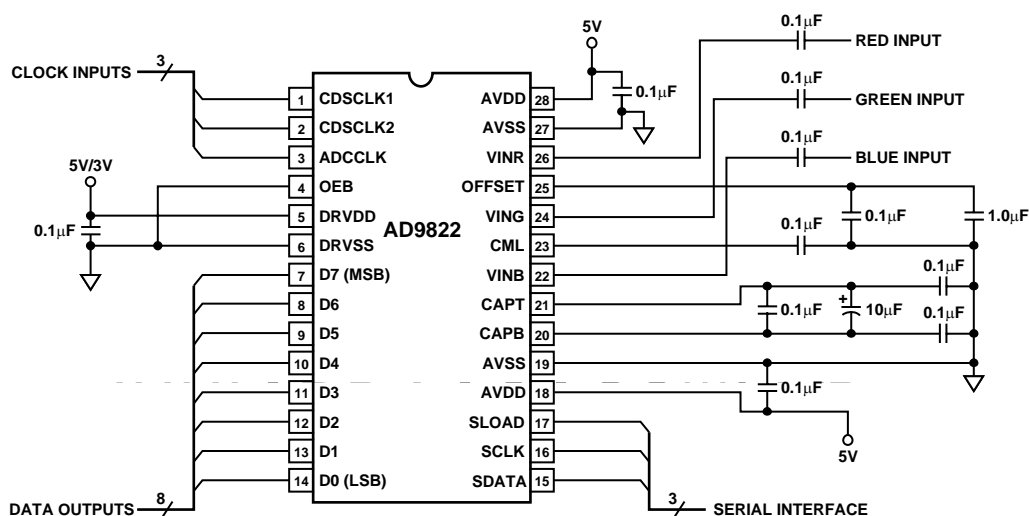 CLOCK INPUTS
3
5V/3V
0.1μF
AD9822
1 CDSCLK1
2 CDSCLK2
3 ADCCLK
4 OEB
5 DRVDD
6 DRVSS
7 D7 (MSB)
8 D6
9 D5
10 D4
11 D3
12 D2
13 D1
14 D0 (LSB)
DATA OUTPUTS
8
AVDD 28
AVSS 27
VINR 26
OFFSET 25
VING 24
CML 23
VINB 22
CAPT 21
CAPB 20
AVSS 19
AVDD 18
SLOAD 17
SCLK 16
SDATA 15
5V
0.1μF
0.1μF
RED INPUT
0.1μF
GREEN INPUT
0.1μF
BLUE INPUT
0.1μF
1.0μF
0.1μF
0.1μF
0.1μF
+
10μF
0.1μF
0.1μF
5V
3
SERIAL INTERFACE